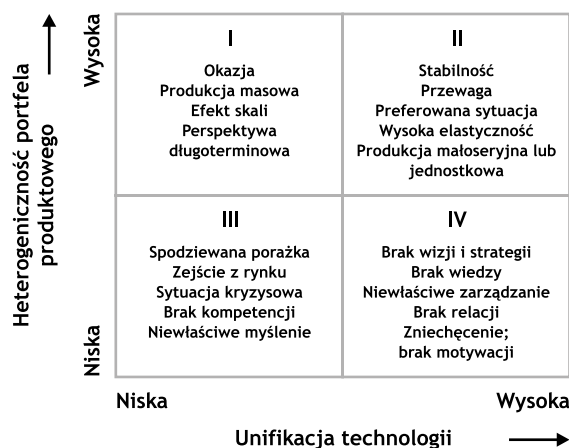 Heterogeniczność portfela
produktowego
Wysoka
Niska
I
Okazja
Produkcja masowa
Efekt skali
Perspektywa
długoterminowa
II
Stabilność
Przewaga
Preferowana sytuacja
Wysoka elastyczność
Produkcja małoseryjna lub
jednostkowa
III
Spodziewana porażka
Zejście z rynku
Sytuacja kryzysowa
Brak kompetencji
Niewłaściwe myślenie
IV
Brak wizji i strategii
Brak wiedzy
Niewłaściwe zarządzanie
Brak relacji
Zniechęcenie;
brak motywacji
Niska
Wysoka
Unifikacja technologii